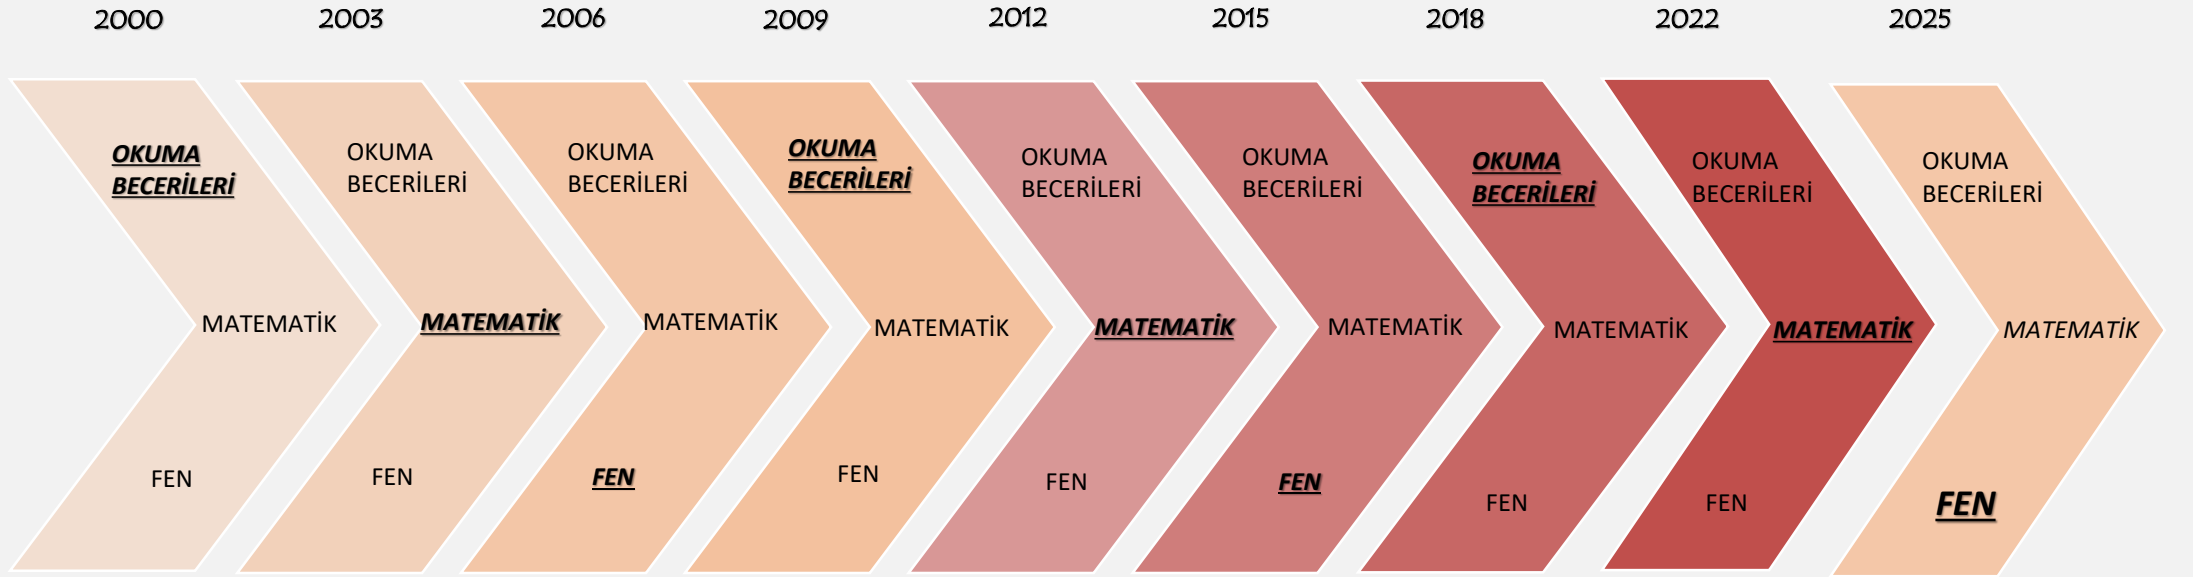 2000
2003
2006
2009
2012
2015
2018
2022
2025
OKUMA
BECERİLERİ
MATEMATİK
FEN
OKUMA
BECERİLERİ
MATEMATİK
FEN
OKUMA
BECERİLERİ
MATEMATİK
FEN
OKUMA
BECERİLERİ
MATEMATİK
FEN
OKUMA
BECERİLERİ
MATEMATİK
FEN
OKUMA
BECERİLERİ
MATEMATİK
FEN
OKUMA
BECERİLERİ
MATEMATİK
FEN
OKUMA
BECERİLERİ
MATEMATİK
FEN
OKUMA
BECERİLERİ
MATEMATİK
FEN